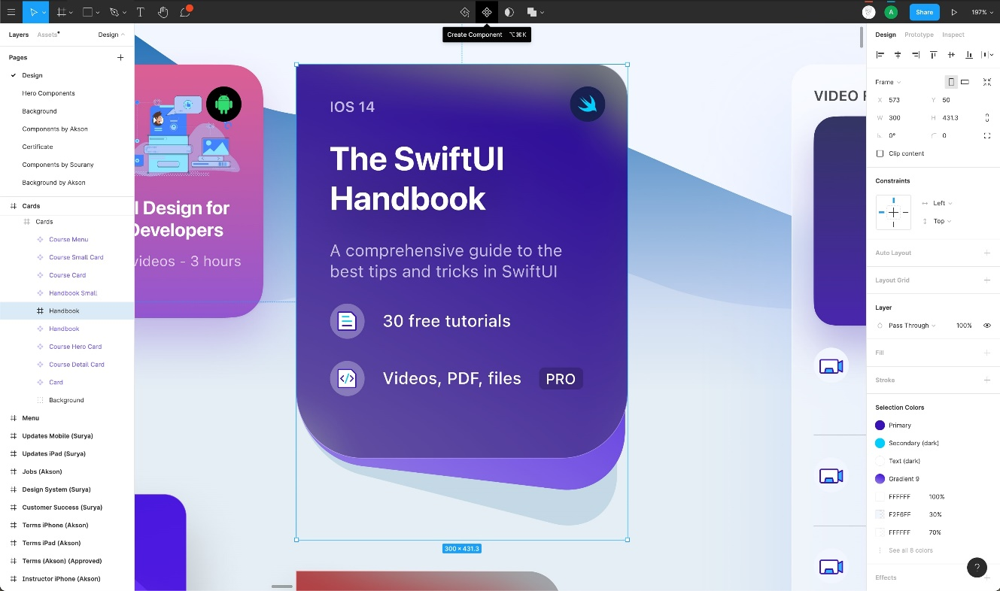 Create Component ⌥⌘K
Share
197%
A
Layers
Assets
Design
Pages
Design
Hero Components
Background
Components by Akson
Certificate
Components by Sourany
Background by Akson
Cards
Cards
Course Menu
Course Small Card
Course Card
Handbook Small
Handbook
Handbook
Course Hero Card
Course Detail Card
Card
Background
Menu
Updates Mobile (Surya)
Updates iPad (Surya)
Jobs (Akson)
Design System (Surya)
Customer Success (Surya)
Terms iPhone (Akson)
Terms iPad (Akson)
Terms (Akson) (Approved)
Instructor iPhone (Akson)
I Design for
Developers
videos - 3 hours
IOS 14
The SwiftUI
Handbook
A comprehensive guide to the
best tips and tricks in SwiftUI
30 free tutorials
Videos, PDF, files PRO
300 × 431.3
VIDEO
Design Prototype Inspect
Frame
X 573 Y 50
W 300 H 431.3
0° 0
Clip content
Constraints
Left
Top
Auto Layout
Layout Grid
Layer
Pass Through 100%
Fill
Stroke
Selection Colors
Primary
Secondary (dark)
Text (dark)
Gradient 9
FFFFFF 100%
F2F6FF 30%
FFFFFF 70%
See all 8 colors
Effects
?